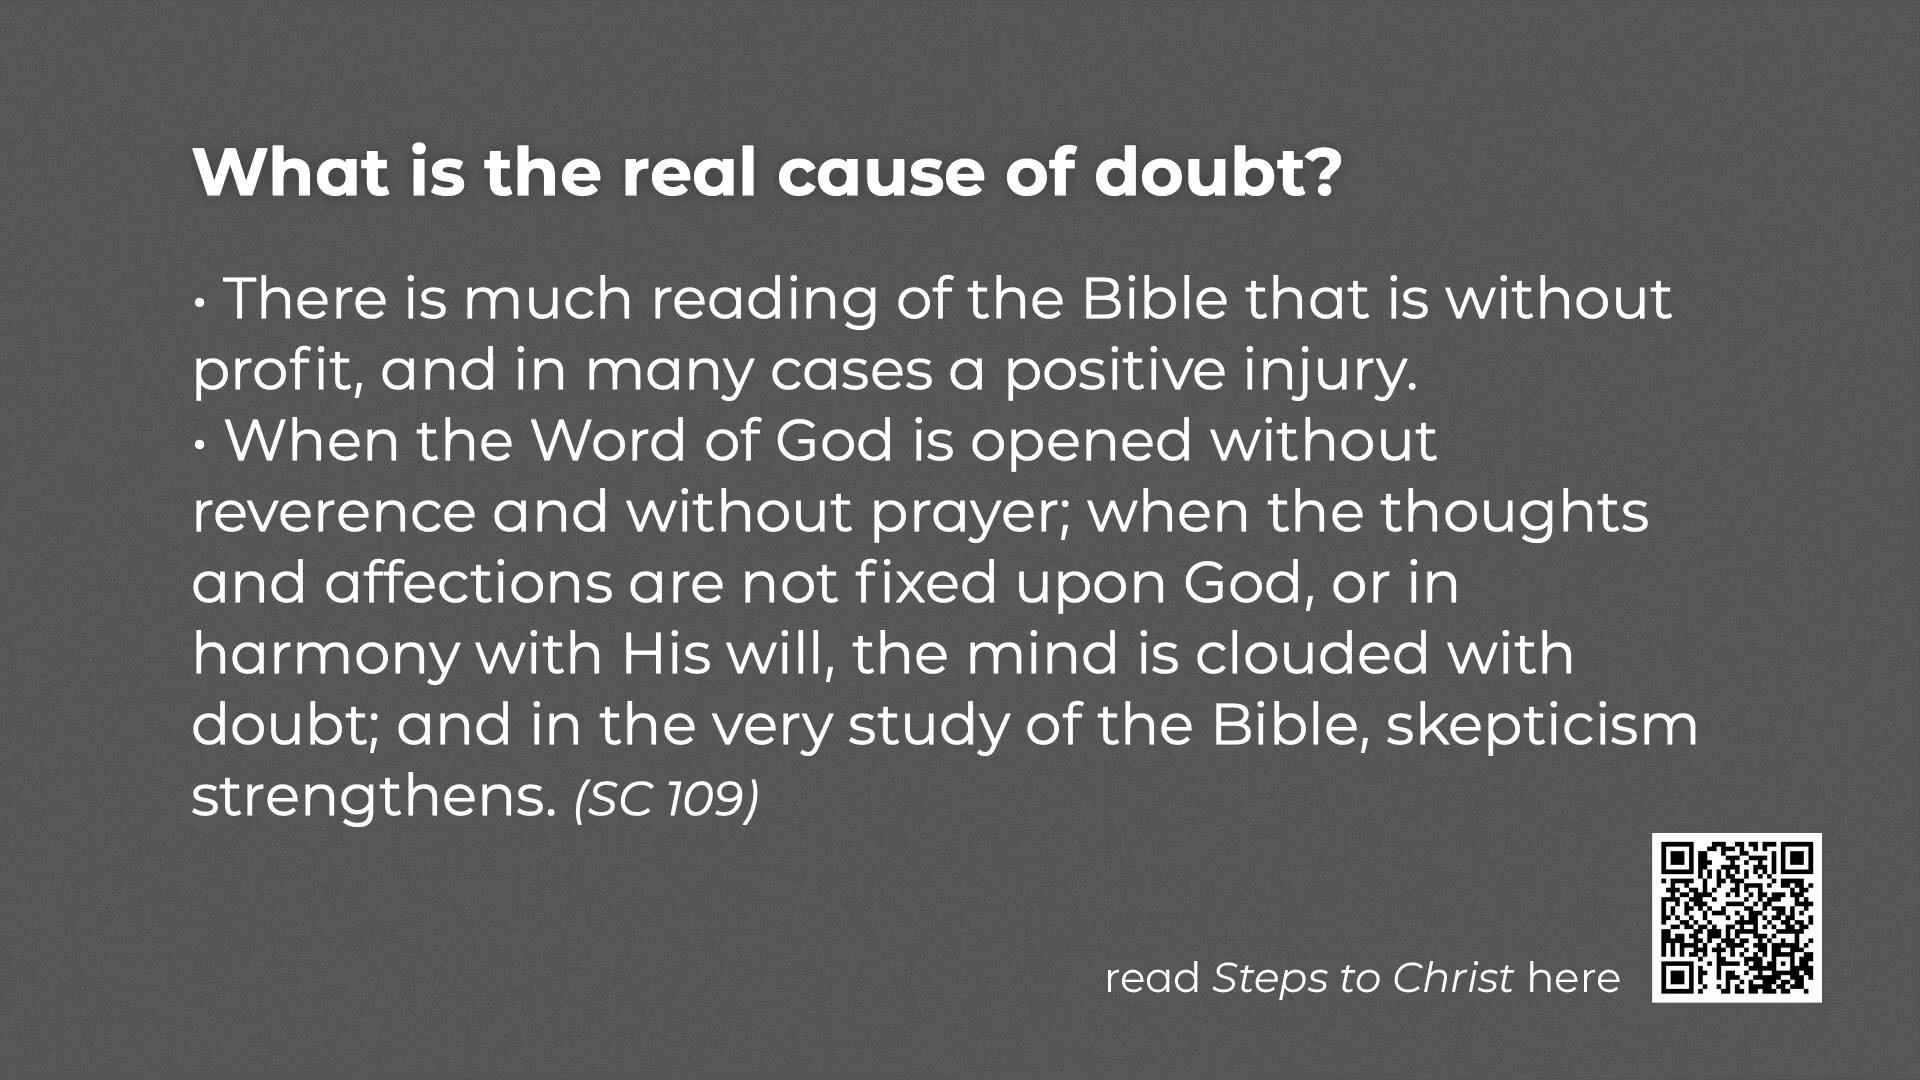 What is the real cause of doubt?
• There is much reading of the Bible that is without
profit, and in many cases a positive injury.
• When the Word of God is opened without
reverence and without prayer; when the thoughts
and affections are not fixed upon God, or in
harmony with His will, the mind is clouded with
doubt; and in the very study of the Bible, skepticism
strengthens. (SC 109)
read Steps to Christ here